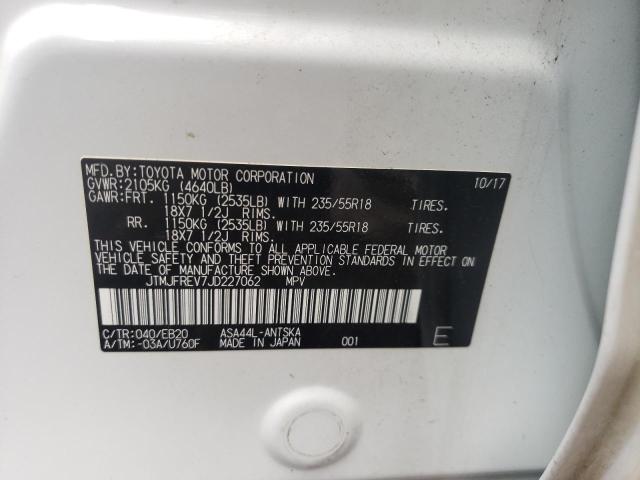 MFD.BY:TOYOTA MOTOR CORPORATION 10/17
GVWR:2105KG (4640LB)
GAWR:FRT. 1150KG (2535LB) WITH 235/55R18 TIRES.
18X7 1/2J RIMS.
RR. 1150KG (2535LB) WITH 235/55R18 TIRES.
18X7 1/2J RIMS.
THIS VEHICLE CONFORMS TO ALL APPLICABLE FEDERAL MOTOR
VEHICLE SAFETY AND THEFT PREVENTION STANDARDS IN EFFECT ON
THE DATE OF MANUFACTURE SHOWN ABOVE.
JTMJFREV7JD227062 MPV
C/TR:040/EB20 ASA44L-ANTSKA
A/TM:-03A/U760F MADE IN JAPAN 001 E